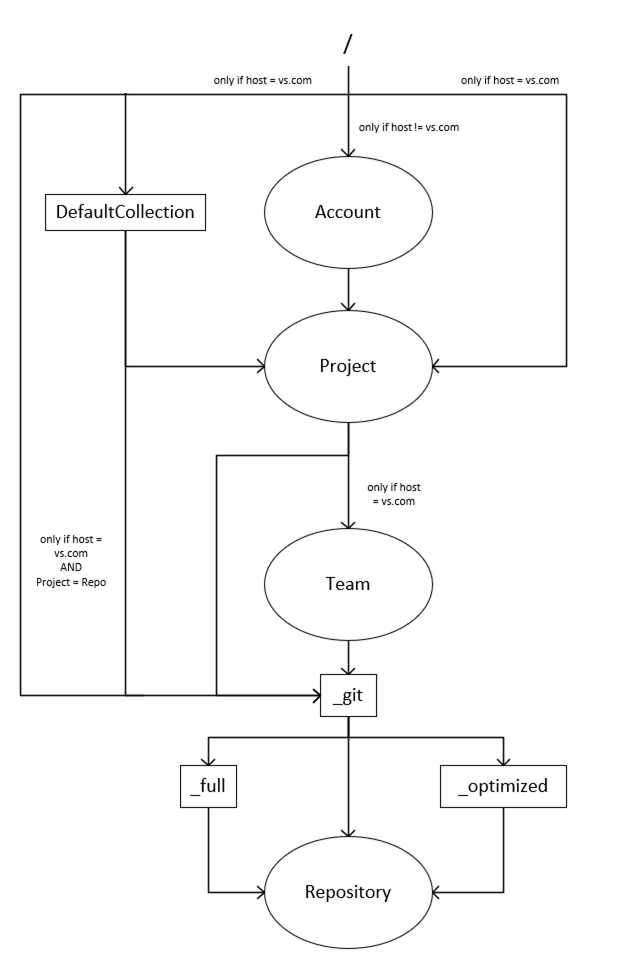 /
only if host = vs.com
only if host = vs.com
only if host != vs.com
DefaultCollection
Account
Project
only if host
= vs.com
only if host =
vs.com
AND
Project = Repo
Team
_git
_full
_optimized
Repository